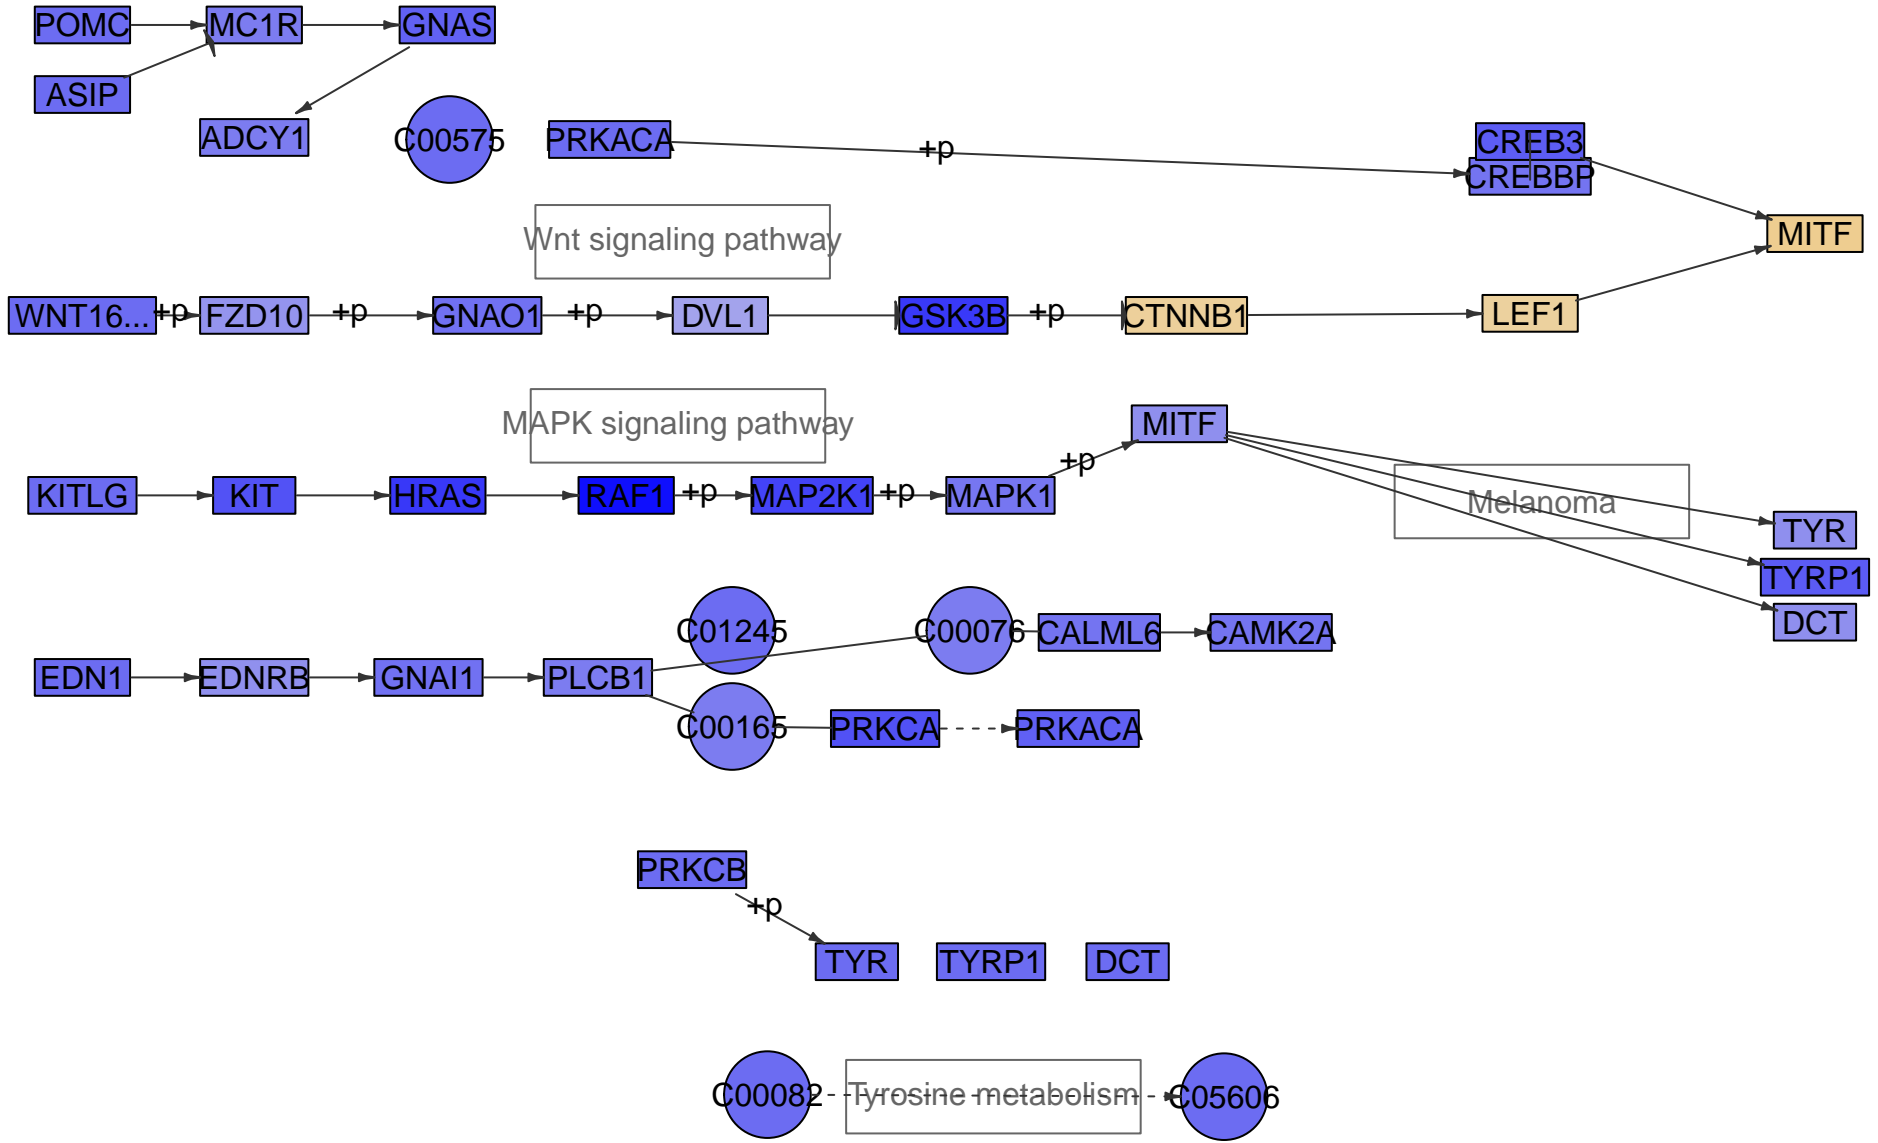 POMC
MC1R
GNAS
ASIP
ADCY1
C00575
PRKACA
+p
CREB3
CREBBP
MITF
Wnt signaling pathway
WNT16...
+p
FZD10
+p
GNAO1
+p
DVL1
GSK3B
+p
CTNNB1
LEF1
MAPK signaling pathway
MITF
+p
KITLG
KIT
HRAS
RAF1
+p
MAP2K1
+p
MAPK1
Melanoma
TYR
TYRP1
DCT
C01245
C00076
CALML6
CAMK2A
EDN1
EDNRB
GNAI1
PLCB1
C00165
PRKCA
PRKACA
PRKCB
+p
TYR
TYRP1
DCT
C00082
Tyrosine metabolism
C05606